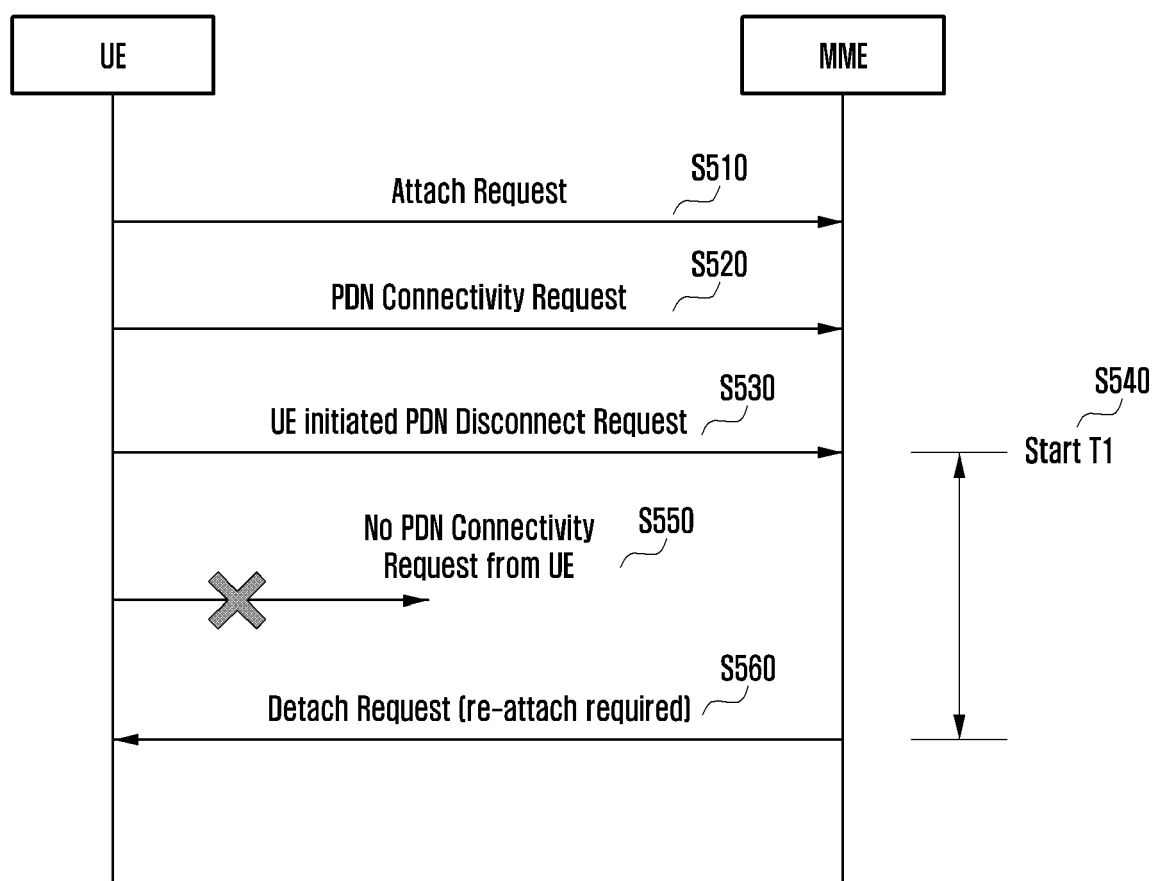 UE
MME
S510
Attach Request
S520
PDN Connectivity Request
S530
UE initiated PDN Disconnect Request
S540
Start T1
No PDN Connectivity
Request from UE
S550
S560
Detach Request (re-attach required)